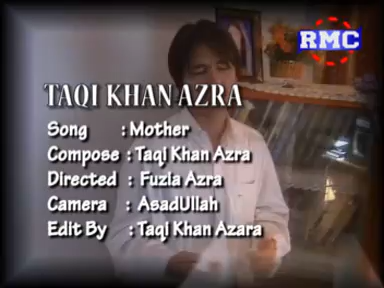 RMC
TAQI KHAN AZRA
Song : Mother
Compose : Taqi Khan Azra
Directed : Fuzia Azra
Camera : AsadUllah
Edit By : Taqi Khan Azara